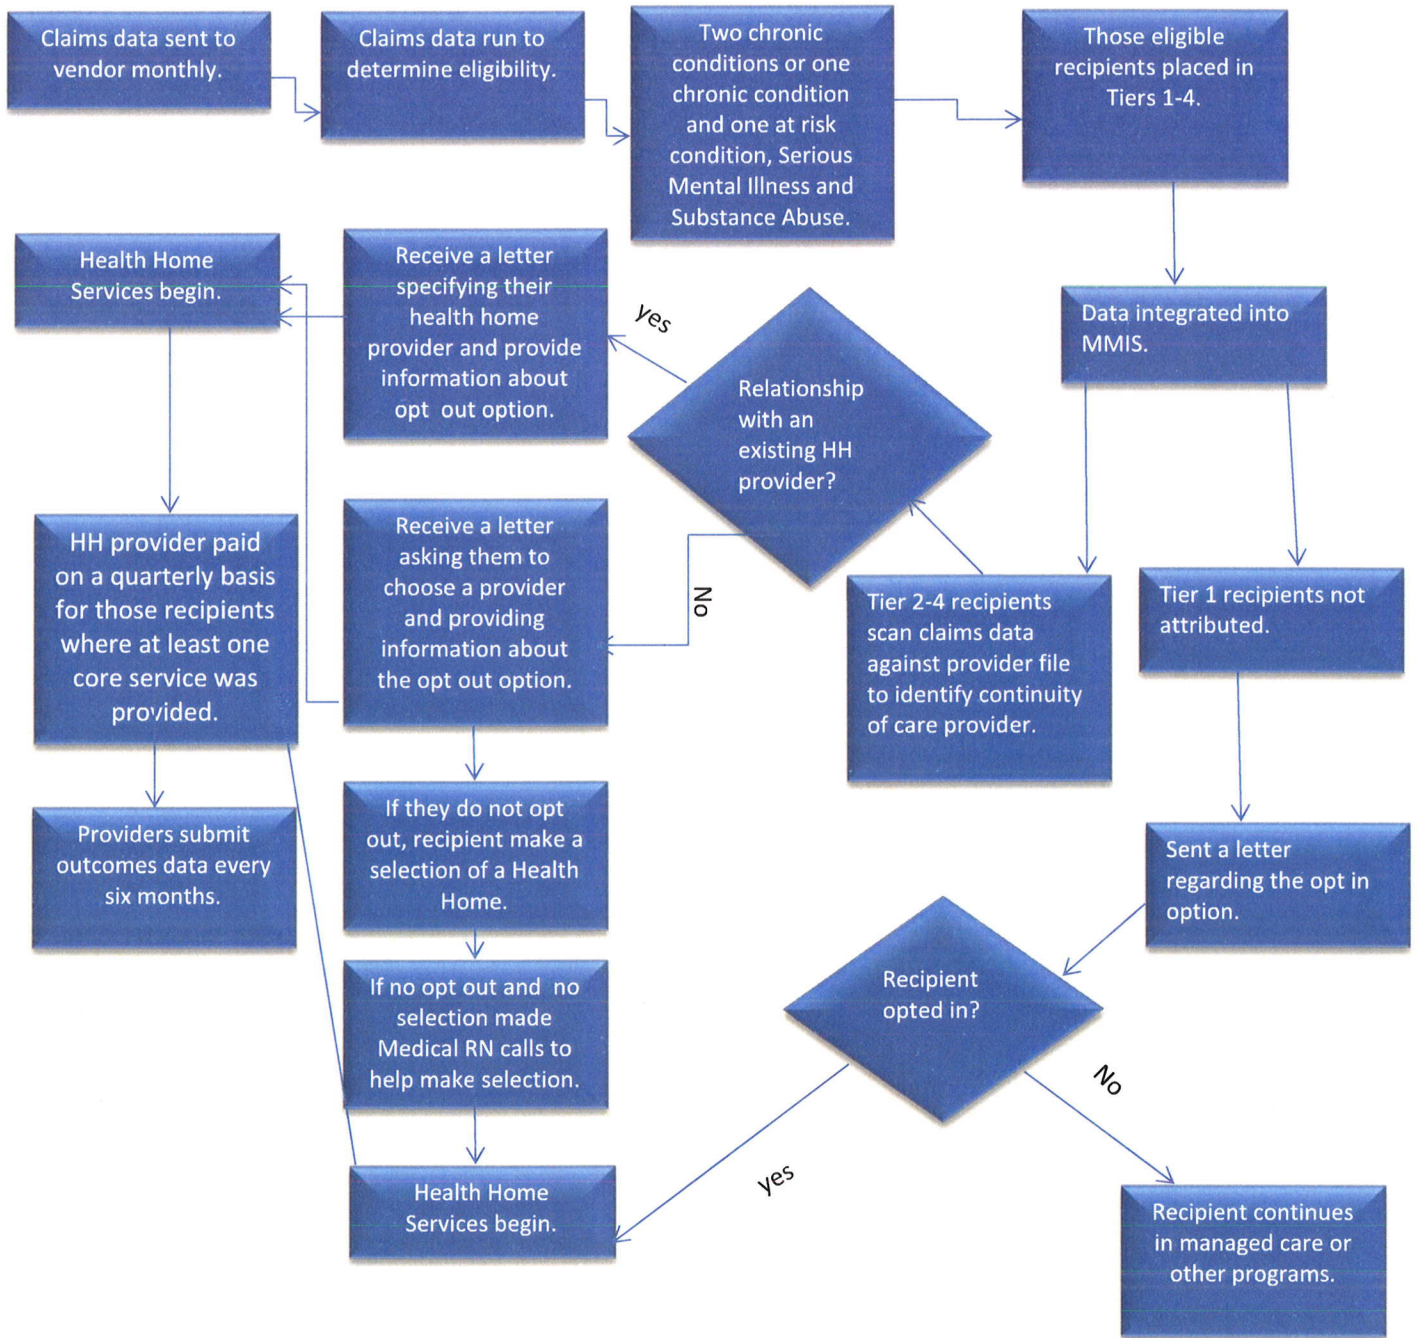 Claims data sent to
vendor monthly.
Claims data run to
determine eligibility.
Two chronic
conditions or one
chronic condition
and one at risk
condition, Serious
Mental Illness and
Substance Abuse.
Those eligible
recipients placed in
Tiers 1-4.
Health Home
Services begin.
Receive a letter
specifying their
health home
provider and provide
information about
opt out option.
yes
Relationship
with an
existing HH
provider?
Data integrated into
MMIS.
HH provider paid
on a quarterly basis
for those recipients
where at least one
core service was
provided.
Receive a letter
asking them to
choose a provider
and providing
information about
the opt out option.
No
Tier 2-4 recipients
scan claims data
against provider file
to identify continuity
of care provider.
Tier 1 recipients not
attributed.
Providers submit
outcomes data every
six months.
If they do not opt
out, recipient make a
selection of a Health
Home.
Sent a letter
regarding the opt in
option.
If no opt out and no
selection made
Medical RN calls to
help make selection.
Recipient
opted in?
No
yes
Health Home
Services begin.
Recipient continues
in managed care or
other programs.